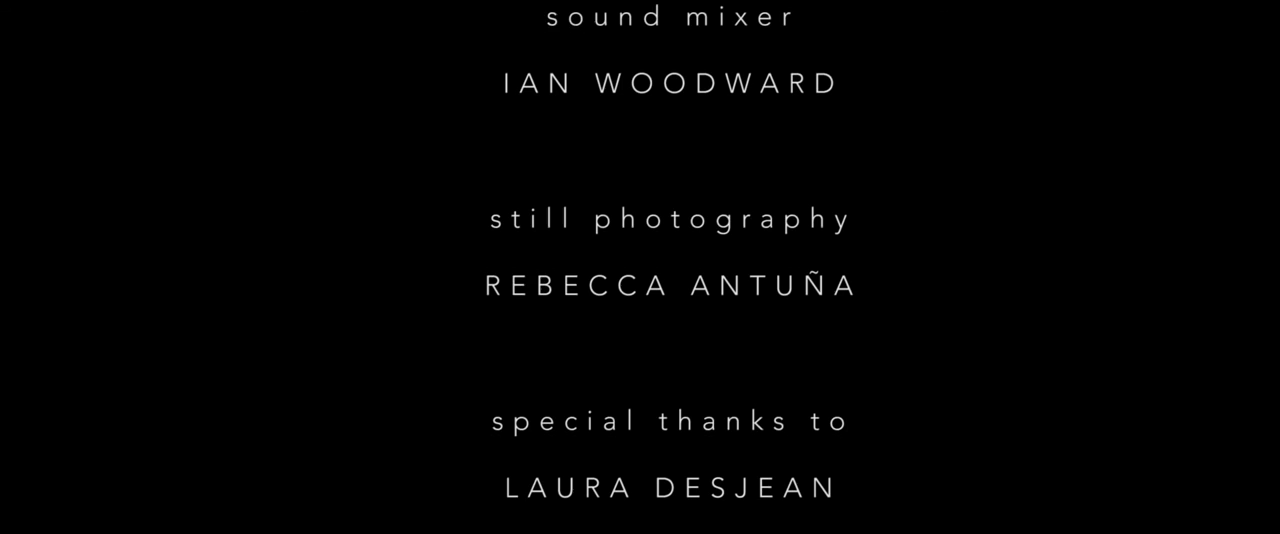 sound mixer
IAN WOODWARD
still photography
REBECCA ANTUÑA
special thanks to
LAURA DESJEAN